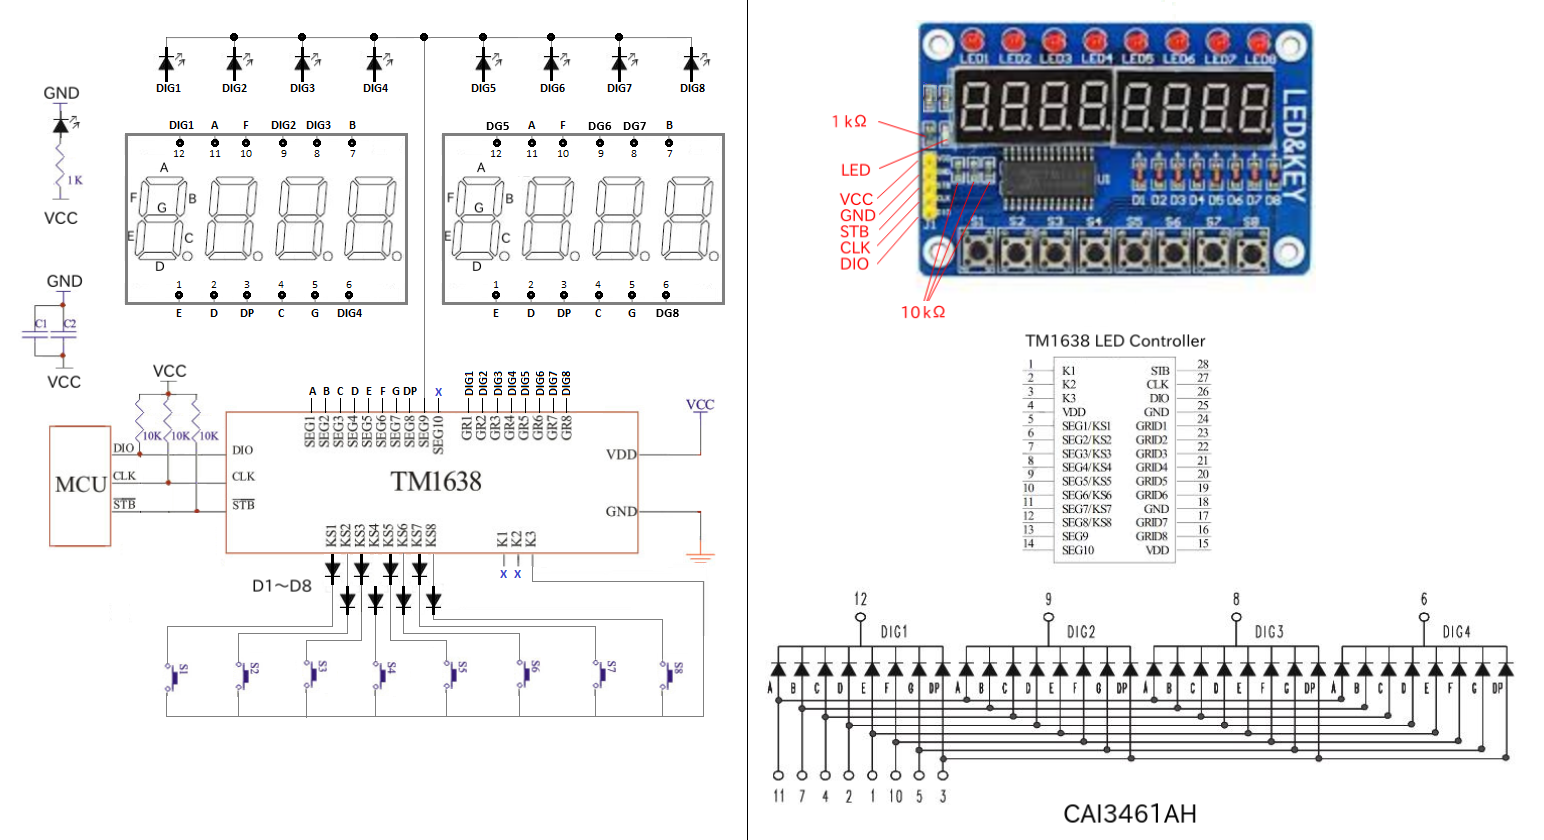 DIG1 DIG2 DIG3 DIG4 DIG5 DIG6 DIG7 DIG8
GND
1K
VCC
DIG1 A F DIG2 DIG3 B
12 11 10 9 8 7
A
F B
G
E C
D
1 2 3 4 5 6
E D DP C G DIG4
DG5 A F DG6 DG7 B
12 11 10 9 8 7
A
F B
G
E C
D
1 2 3 4 5 6
E D DP C G DG8
GND
C1 C2
VCC
VCC
10K 10K 10K
MCU
DIO
CLK
STB
DIO
CLK
STB
A B C D E F G DP X
SEG1 SEG2 SEG3 SEG4 SEG5 SEG6 SEG7 SEG8 SEG9 SEG10
DIG1 DIG2 DIG3 DIG4 DIG5 DIG6 DIG7 DIG8
GR1 GR2 GR3 GR4 GR5 GR6 GR7 GR8
TM1638
VCC
VDD
GND
KS1 KS2 KS3 KS4 KS5 KS6 KS7 KS8
K1 K2 K3
X X
D1~D8
S1 S2 S3 S4 S5 S6 S7 S8
LED1 LED2 LED3 LED4 LED5 LED6 LED7 LED8
LED&KEY
U1
D1 D2 D3 D4 D5 D6 D7 D8
J1
S1 S2 S3 S4 S5 S6 S7 S8
1kΩ
LED
VCC
GND
STB
CLK
DIO
10kΩ
TM1638 LED Controller
1 K1 STB 28
2 K2 CLK 27
3 K3 DIO 26
4 VDD GND 25
5 SEG1/KS1 GRID1 24
6 SEG2/KS2 GRID2 23
7 SEG3/KS3 GRID3 22
8 SEG4/KS4 GRID4 21
9 SEG5/KS5 GRID5 20
10 SEG6/KS6 GRID6 19
11 SEG7/KS7 GND 18
12 SEG8/KS8 GRID7 17
13 SEG9 GRID8 16
14 SEG10 VDD 15
12 9 8 6
DIG1 DIG2 DIG3 DIG4
A B C D E F G DP A B C D E F G DP A B C D E F G DP A B C D E F G DP
11 7 4 2 1 10 5 3
CAI3461AH